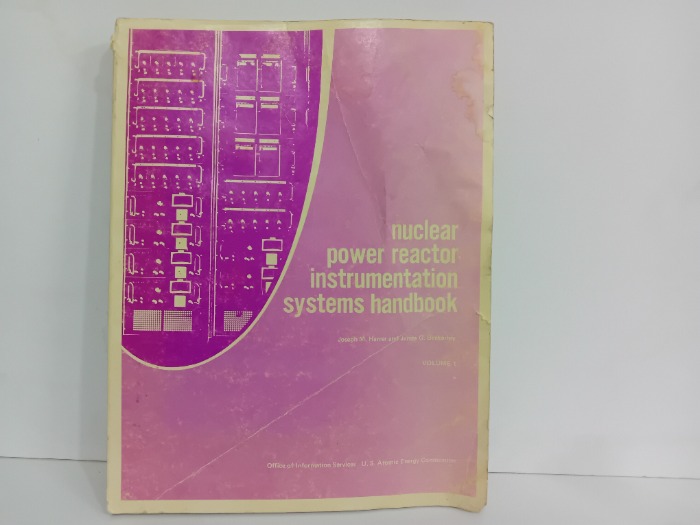 nuclear
power reactor
instrumentation
systems handbook
Joseph M. Harrer and James G. Beckerley
VOLUME 1
Office of Information Services U. S. Atomic Energy Commission